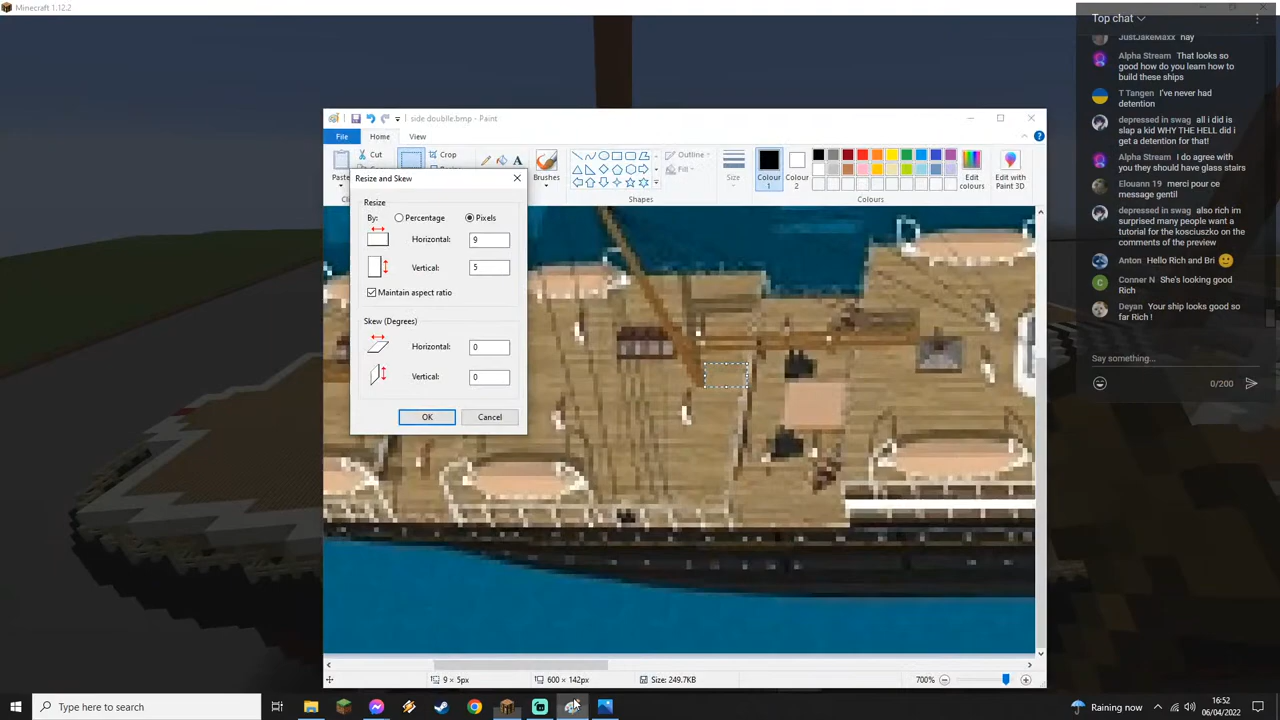 Minecraft 1.12.2
Top chat
JustJakeMaxx nay
Alpha Stream That looks so
good how do you learn how to
build these ships
T Tangen I've never had
detention
depressed in swag all i did is
slap a kid WHY THE HELL did i
get a detention for that!
Alpha Stream I do agree with
you they should have glass stairs
Elouann 19 merci pour ce
message gentil
depressed in swag also rich im
surprised many people want a
tutorial for the kosciuszko on the
comments of the preview
Anton Hello Rich and Bri
Conner N She's looking good
Rich
Deyan Your ship looks good so
far Rich !
Say something...
0/200
side doublle.bmp - Paint
File
Home
View
Paste
Cut
Crop
Brushes
Shapes
Outline
Fill
Size
Colour
1
Colour
2
Edit
colours
Edit with
Paint 3D
Colours
Resize and Skew
Resize
By:
Percentage
Pixels
Horizontal:
9
Vertical:
5
Maintain aspect ratio
Skew (Degrees)
Horizontal:
0
Vertical:
0
OK
Cancel
9 × 5px
600 × 142px
Size: 249.7KB
700%
Type here to search
Raining now
16:52
06/04/2022